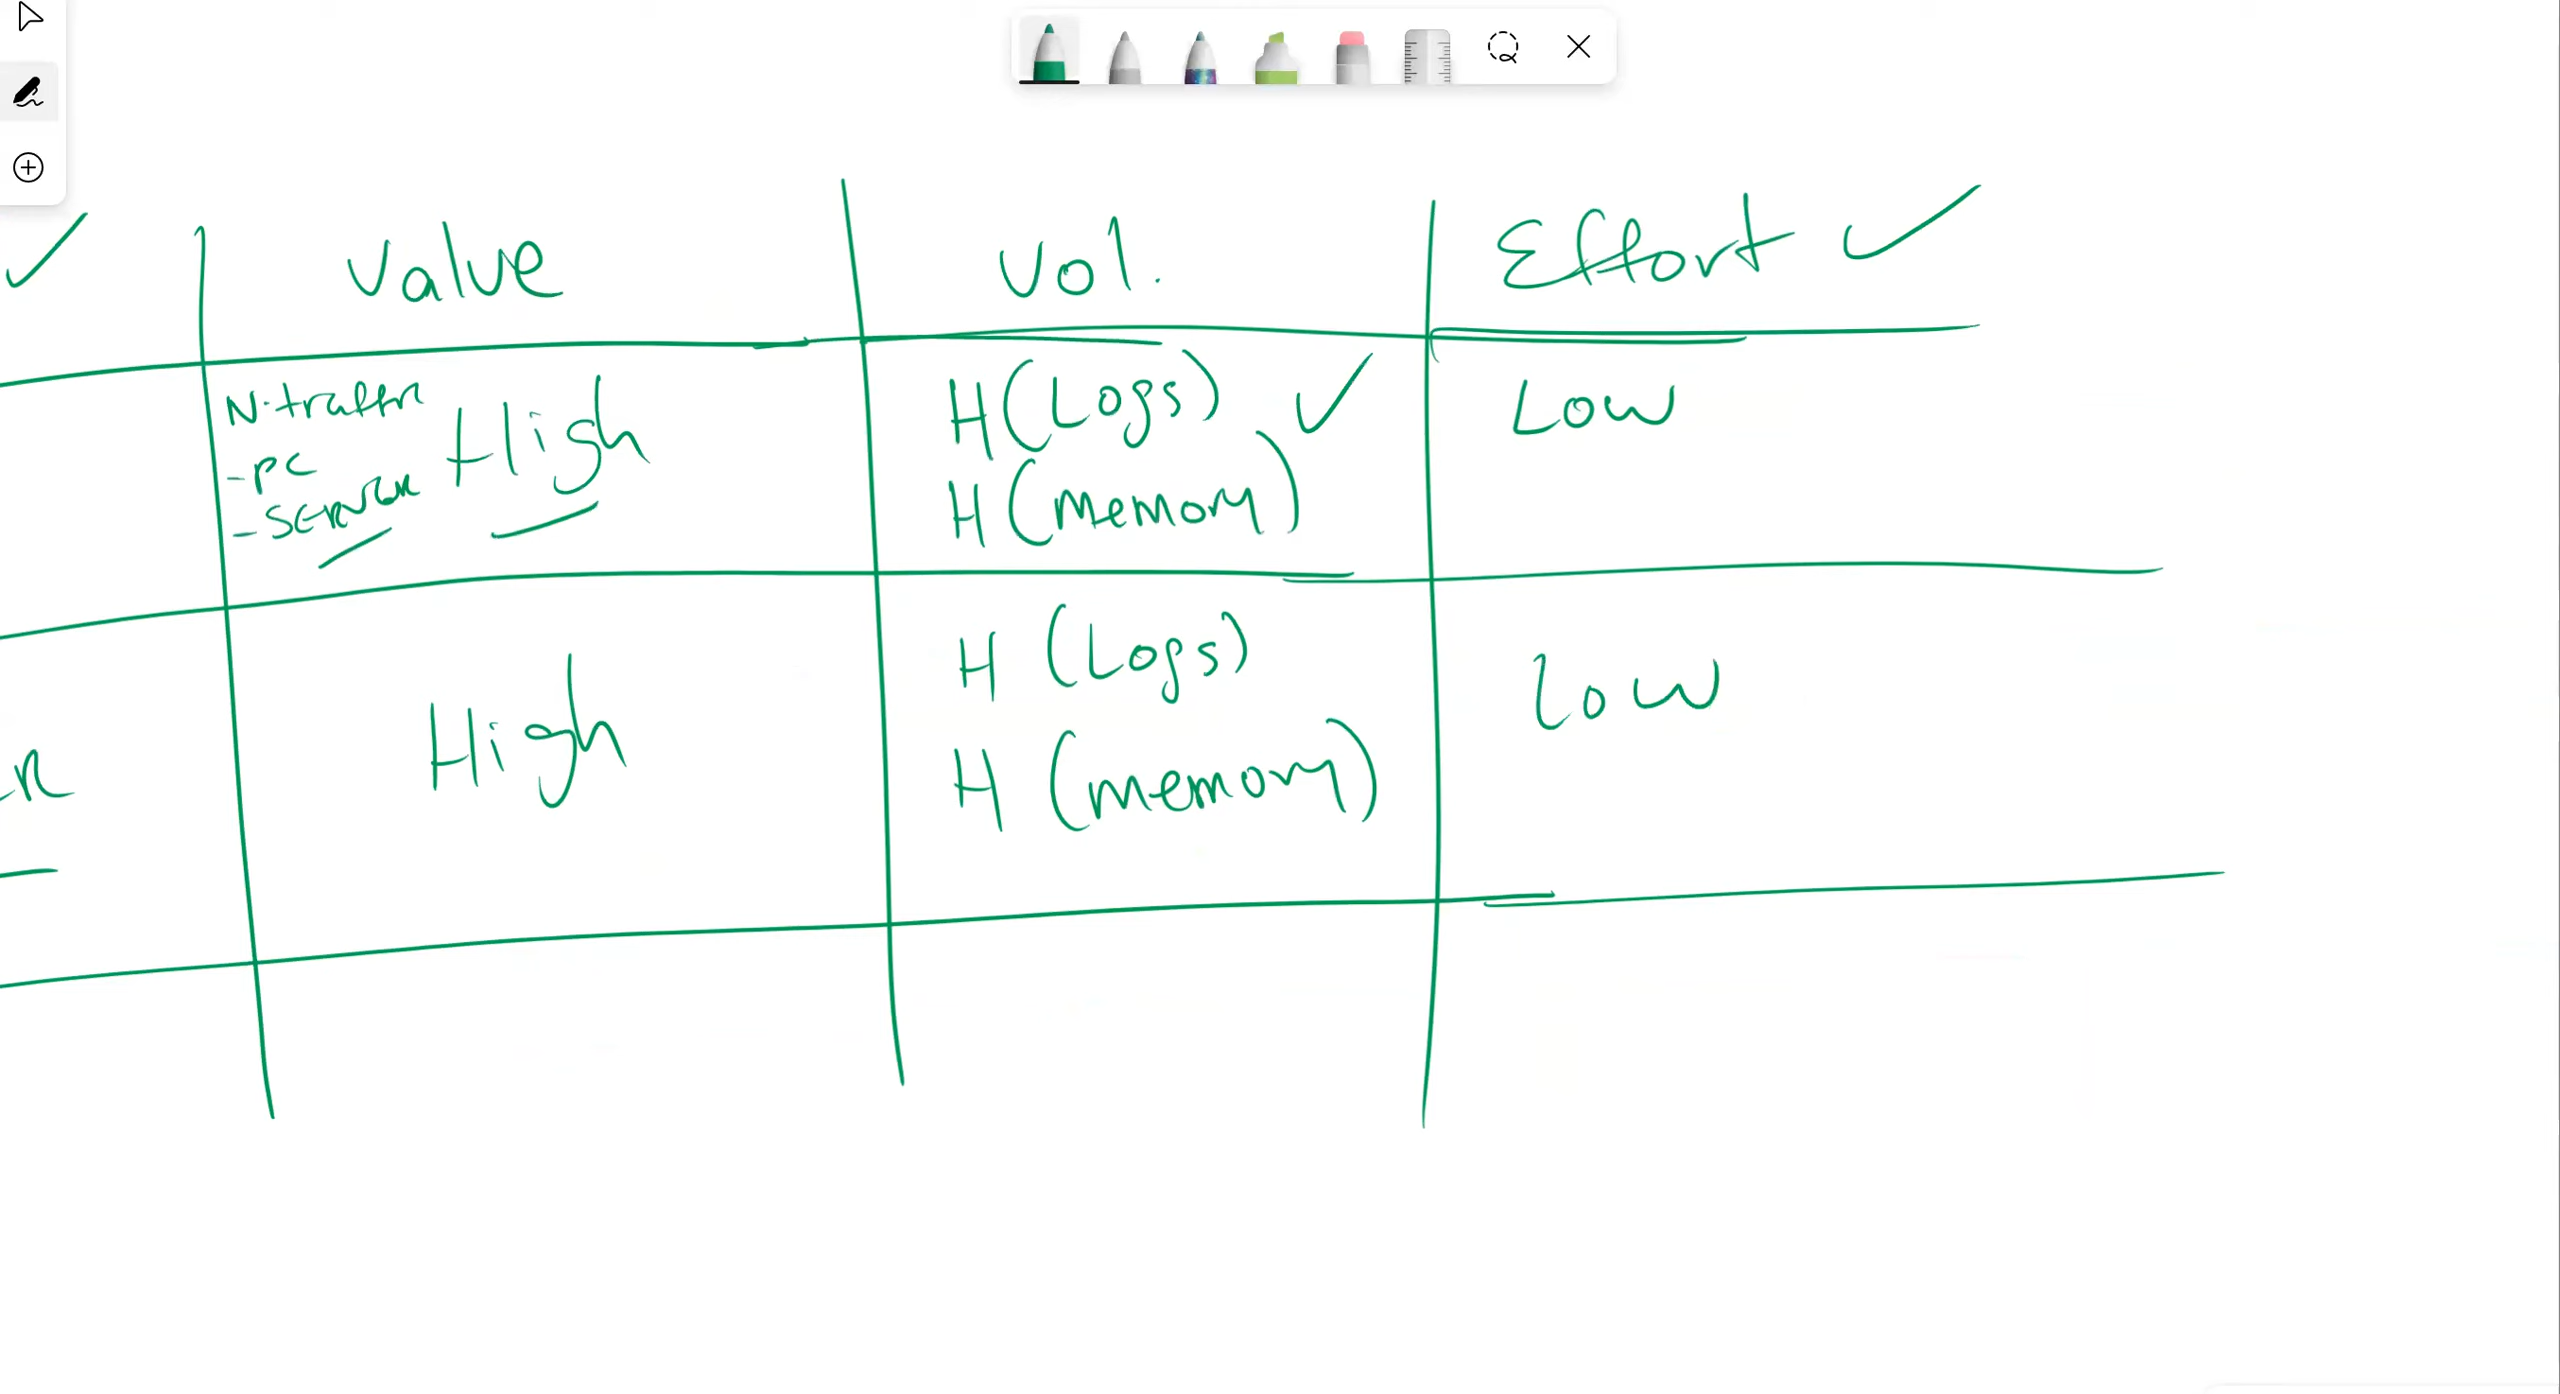 Value
Vol.
Effort
N.traffic
-PC
-SERVER
High
H (Logs)
H (memory)
Low
High
H (Logs)
H (memory)
Low